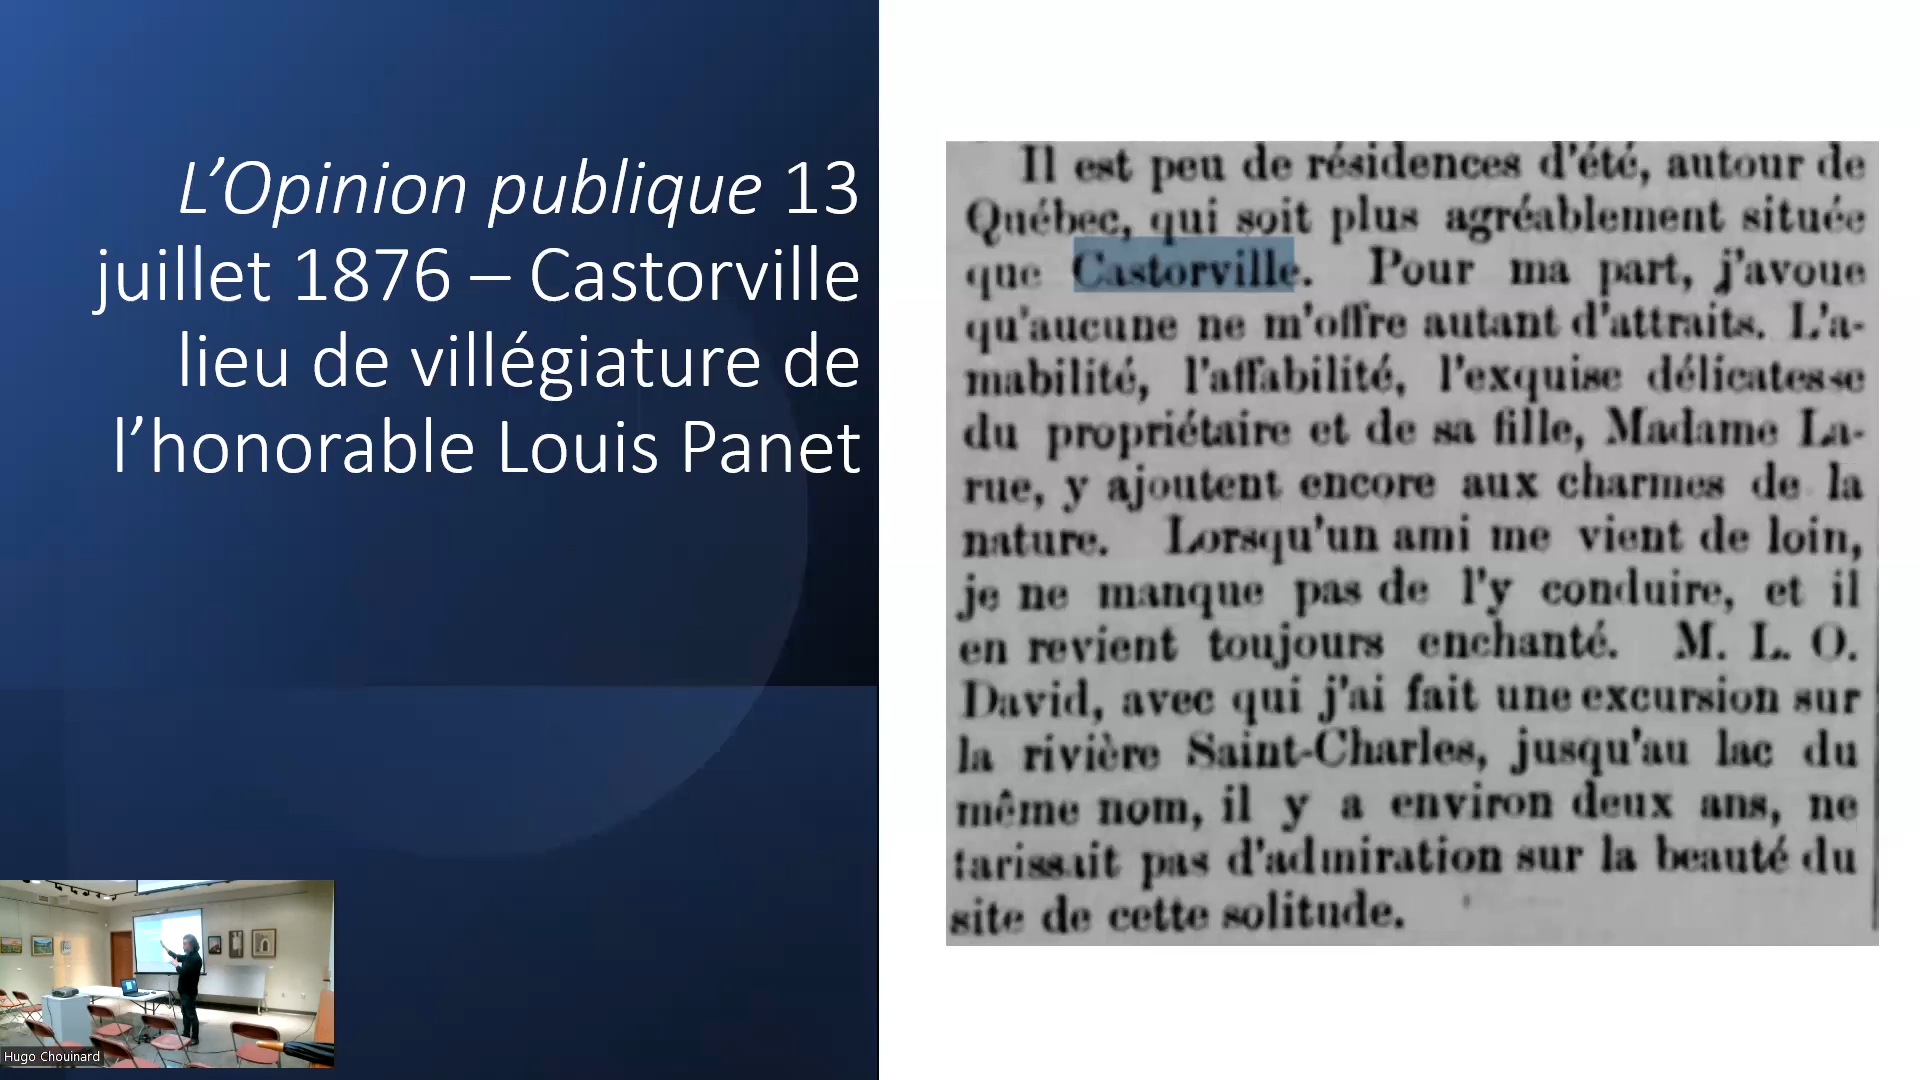 L’Opinion publique 13
juillet 1876 – Castorville
lieu de villégiature de
l’honorable Louis Panet
Il est peu de résidences d'été, autour de
Québec, qui soit plus agréablement située
que Castorville. Pour ma part, j'avoue
qu'aucune ne m'offre autant d'attraits. L'a-
mabilité, l'affabilité, l'exquise délicatesse
du propriétaire et de sa fille, Madame La-
rue, y ajoutent encore aux charmes de la
nature. Lorsqu'un ami me vient de loin,
je ne manque pas de l'y conduire, et il
en revient toujours enchanté. M. L. O.
David, avec qui j'ai fait une excursion sur
la rivière Saint-Charles, jusqu'au lac du
même nom, il y a environ deux ans, ne
tarissait pas d'admiration sur la beauté du
site de cette solitude.
Hugo Chouinard